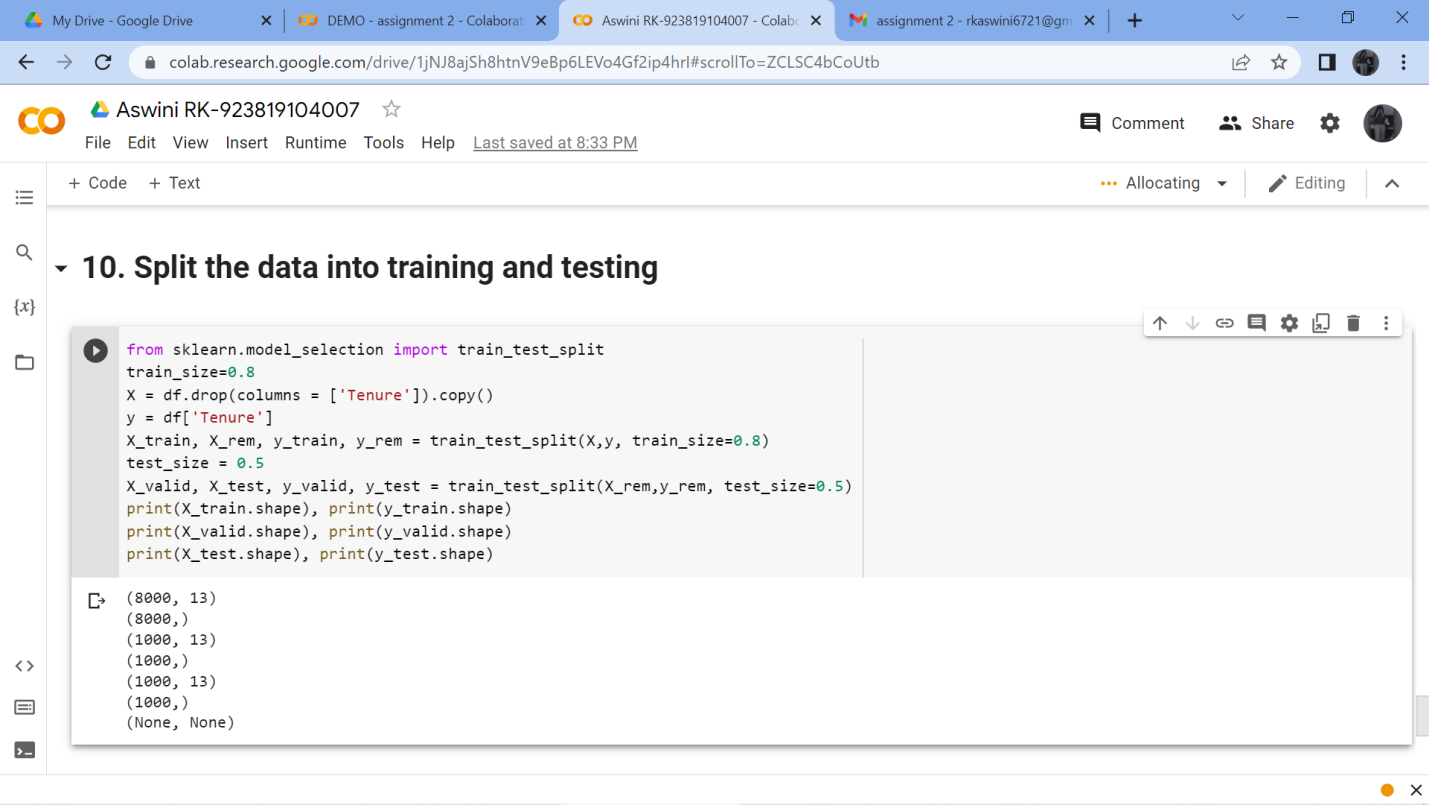 My Drive - Google Drive
DEMO - assignment 2 - Colaborat
Aswini RK-923819104007 - Colab
assignment 2 - rkaswini6721@gm
colab.research.google.com/drive/1jNJ8ajSh8htnV9eBp6LEVo4Gf2ip4hrI#scrollTo=ZCLSC4bCoUtb
Aswini RK-923819104007
Comment Share
File Edit View Insert Runtime Tools Help Last saved at 8:33 PM
+ Code + Text
Allocating Editing
10. Split the data into training and testing
{x}
from sklearn.model_selection import train_test_split
train_size=0.8
X = df.drop(columns = ['Tenure']).copy()
y = df['Tenure']
X_train, X_rem, y_train, y_rem = train_test_split(X,y, train_size=0.8)
test_size = 0.5
X_valid, X_test, y_valid, y_test = train_test_split(X_rem,y_rem, test_size=0.5)
print(X_train.shape), print(y_train.shape)
print(X_valid.shape), print(y_valid.shape)
print(X_test.shape), print(y_test.shape)
(8000, 13)
(8000,)
(1000, 13)
(1000,)
(1000, 13)
(1000,)
(None, None)